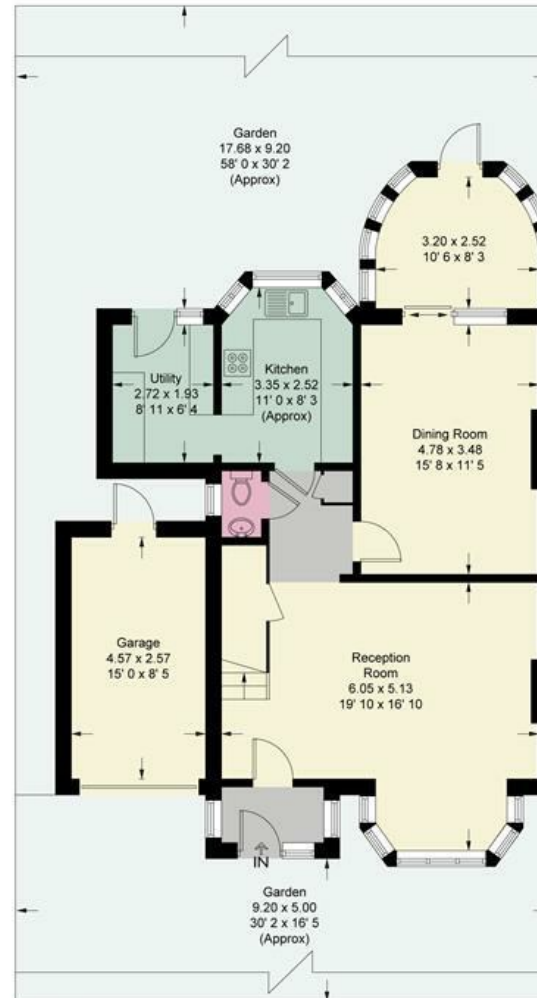 Garden
17.68 x 9.20
58' 0 x 30' 2
(Approx)
3.20 x 2.52
10' 6 x 8' 3
Utility
2.72 x 1.93
8' 11 x 6' 4
Kitchen
3.35 x 2.52
11' 0 x 8' 3
(Approx)
Dining Room
4.78 x 3.48
15' 8 x 11' 5
Garage
4.57 x 2.57
15' 0 x 8' 5
Reception
Room
6.05 x 5.13
19' 10 x 16' 10
IN
Garden
9.20 x 5.00
30' 2 x 16' 5
(Approx)